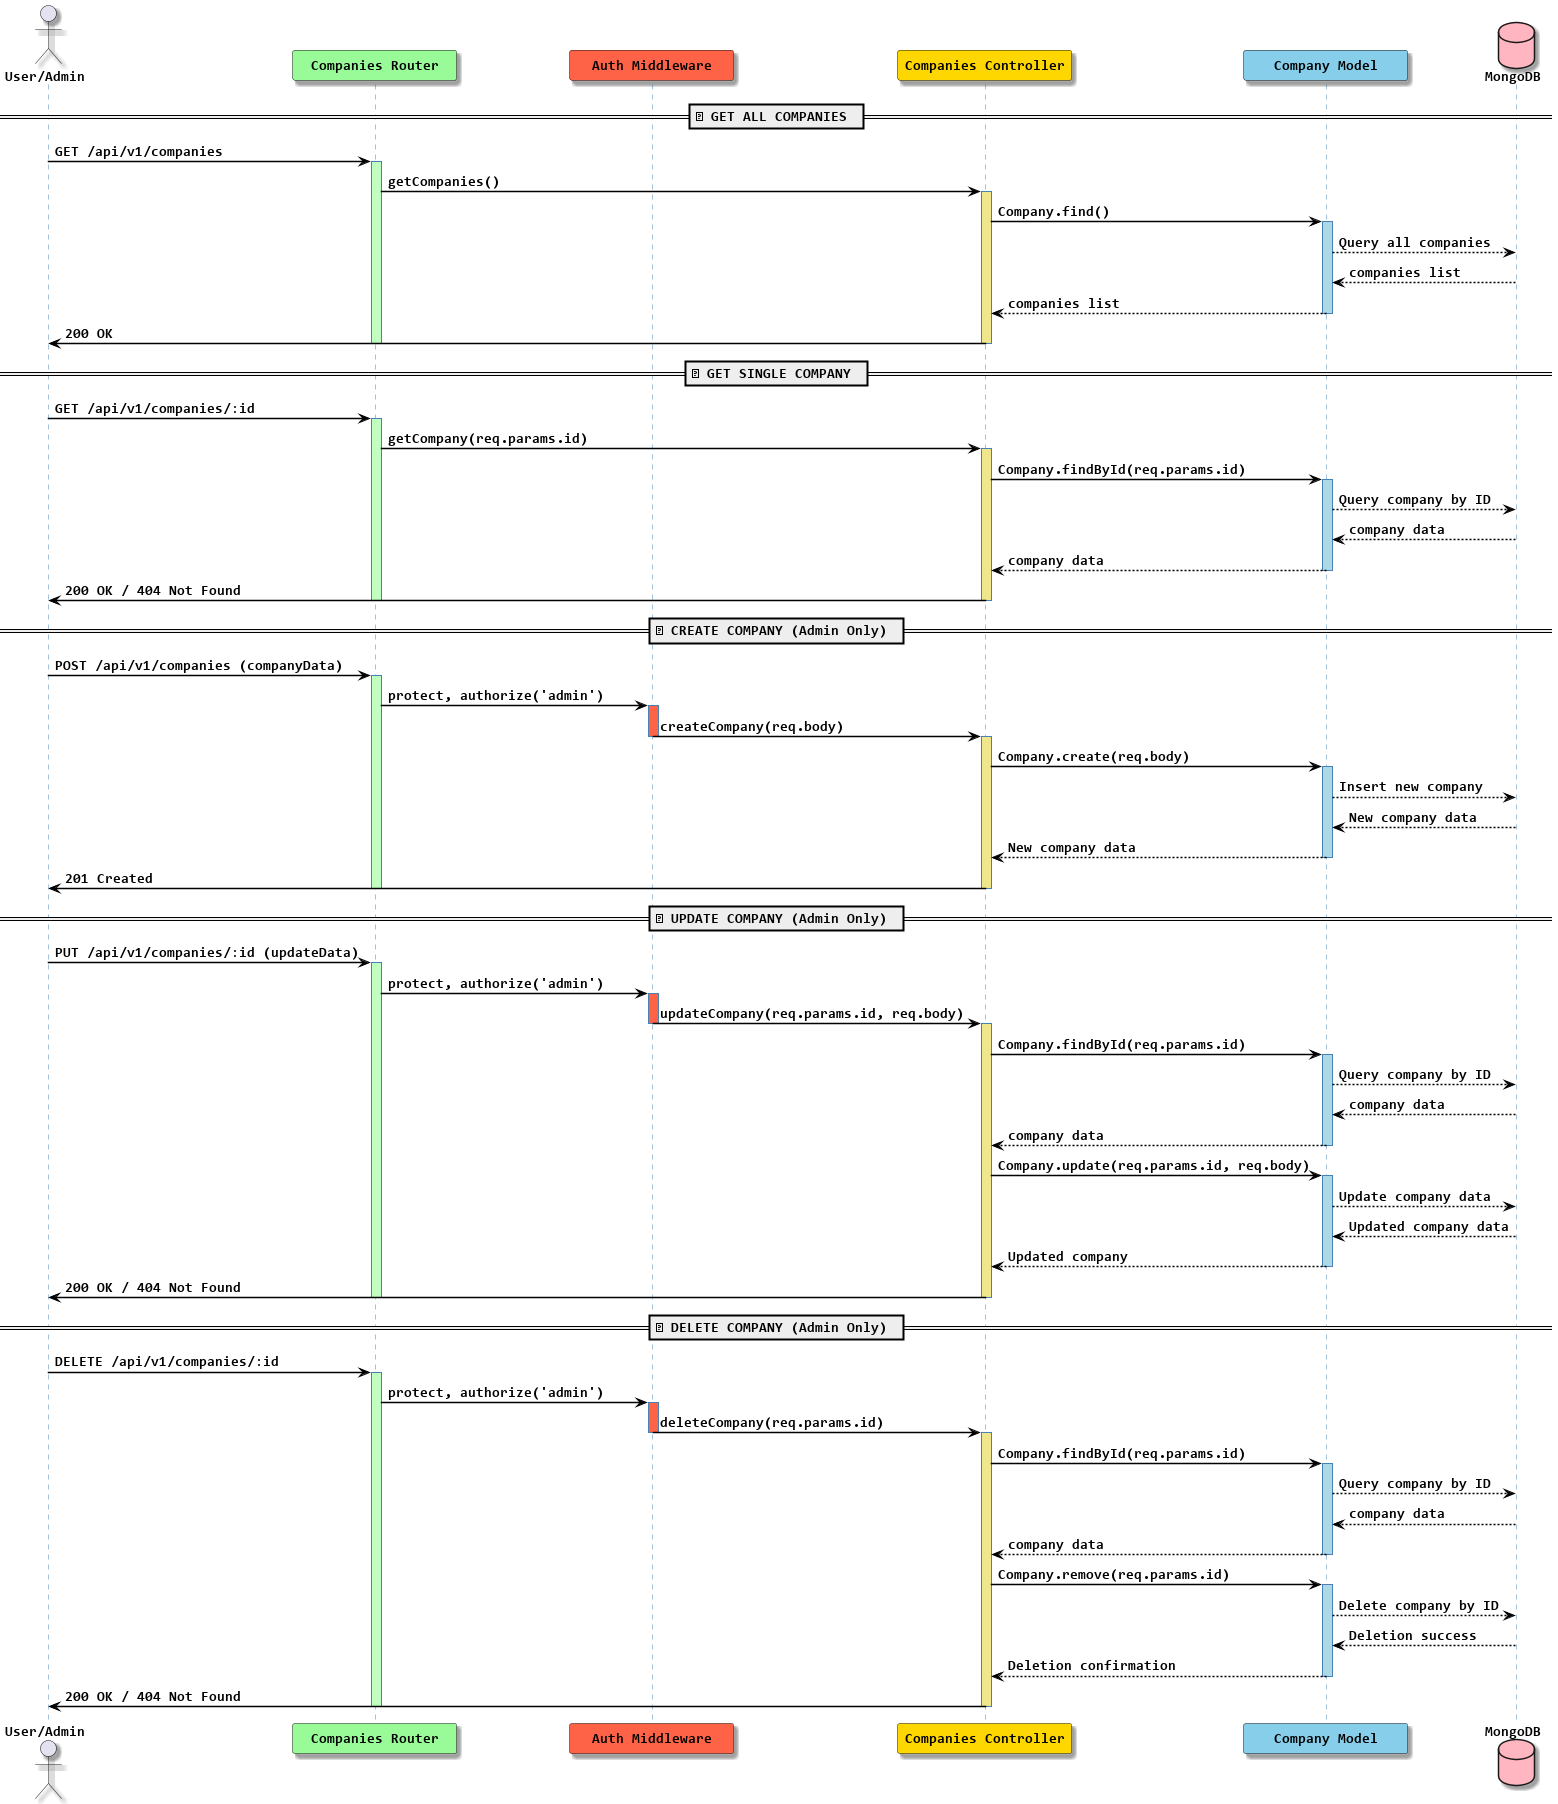 User/Admin
Companies Router
Auth Middleware
Companies Controller
Company Model
MongoDB
GET ALL COMPANIES
GET /api/v1/companies
getCompanies()
Company.find()
Query all companies
companies list
companies list
200 OK
GET SINGLE COMPANY
GET /api/v1/companies/:id
getCompany(req.params.id)
Company.findById(req.params.id)
Query company by ID
company data
company data
200 OK / 404 Not Found
CREATE COMPANY (Admin Only)
POST /api/v1/companies (companyData)
protect, authorize('admin')
createCompany(req.body)
Company.create(req.body)
Insert new company
New company data
New company data
201 Created
UPDATE COMPANY (Admin Only)
PUT /api/v1/companies/:id (updateData)
protect, authorize('admin')
updateCompany(req.params.id, req.body)
Company.findById(req.params.id)
Query company by ID
company data
company data
Company.update(req.params.id, req.body)
Update company data
Updated company data
Updated company
200 OK / 404 Not Found
DELETE COMPANY (Admin Only)
DELETE /api/v1/companies/:id
protect, authorize('admin')
deleteCompany(req.params.id)
Company.findById(req.params.id)
Query company by ID
company data
company data
Company.remove(req.params.id)
Delete company by ID
Deletion success
Deletion confirmation
200 OK / 404 Not Found
User/Admin
Companies Router
Auth Middleware
Companies Controller
Company Model
MongoDB